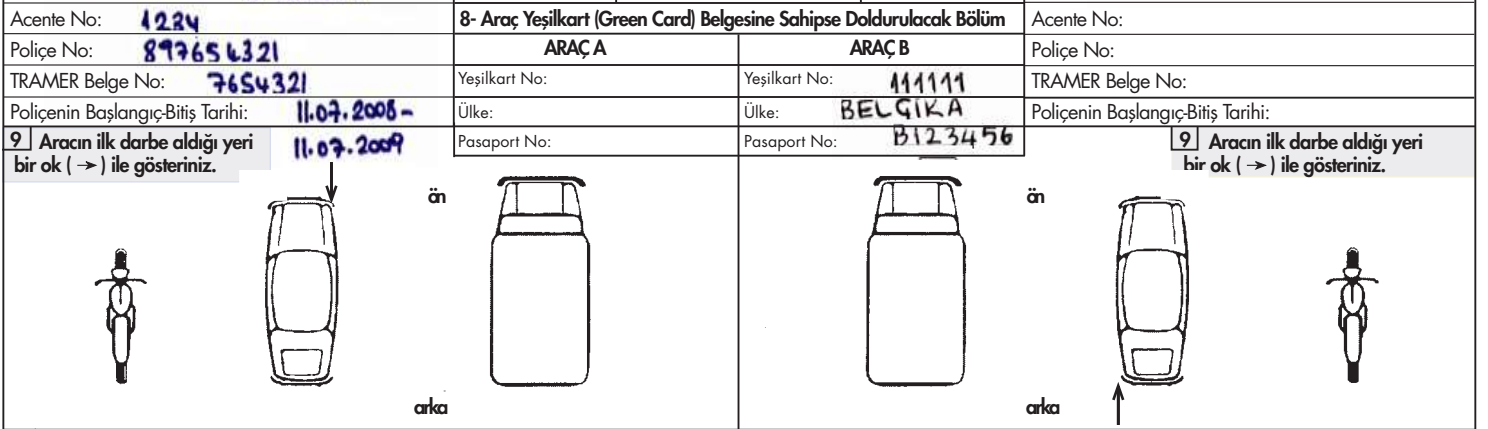 Acente No: 1234
Poliçe No: 897654321
TRAMER Belge No: 7654321
Poliçenin Başlangıç-Bitiş Tarihi: 11.07.2008 -
11.07.2009
9 Aracın ilk darbe aldığı yeri
bir ok ( → ) ile gösteriniz.
8- Araç Yeşilkart (Green Card) Belgesine Sahipse Doldurulacak Bölüm
ARAÇ A ARAÇ B
Yeşilkart No: Yeşilkart No: 111111
Ülke: Ülke: BELÇİKA
Pasaport No: Pasaport No: B123456
Acente No:
Poliçe No:
TRAMER Belge No:
Poliçenin Başlangıç-Bitiş Tarihi:
9 Aracın ilk darbe aldığı yeri
bir ok ( → ) ile gösteriniz.
än än
arka arka